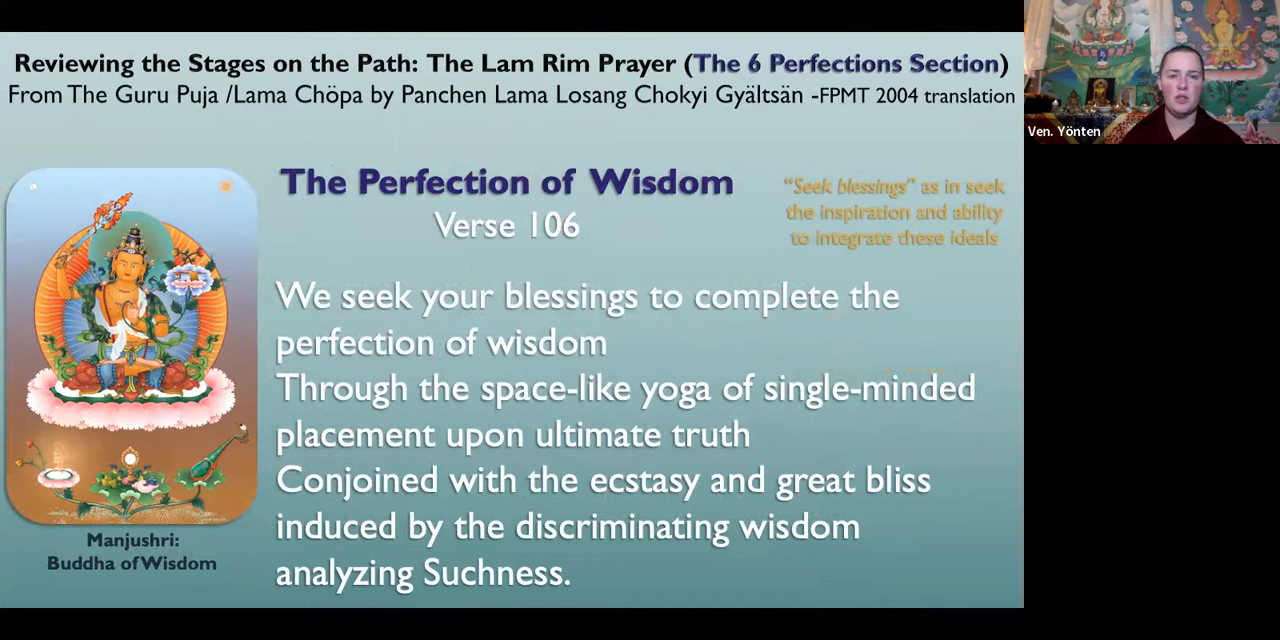 Reviewing the Stages on the Path: The Lam Rim Prayer (The 6 Perfections Section)
From The Guru Puja /Lama Chöpa by Panchen Lama Losang Chokyi Gyältsän -FPMT 2004 translation
Ven. Yönten
The Perfection of Wisdom
Verse 106
"Seek blessings" as in seek
the inspiration and ability
to integrate these ideals
We seek your blessings to complete the
perfection of wisdom
Through the space-like yoga of single-minded
placement upon ultimate truth
Conjoined with the ecstasy and great bliss
induced by the discriminating wisdom
analyzing Suchness.
Manjushri:
Buddha of Wisdom